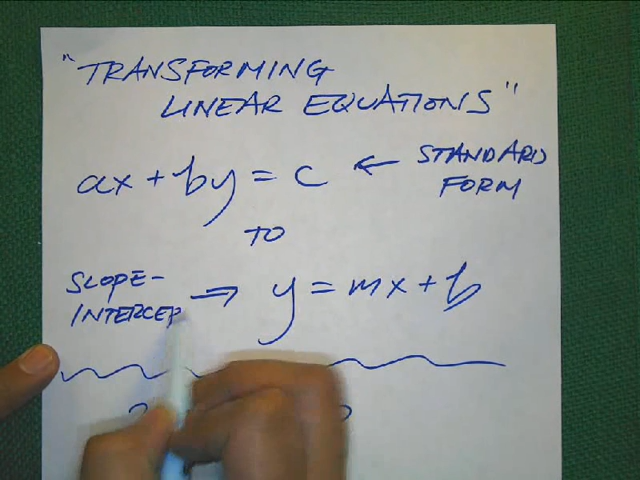 "TRANSFORMING
LINEAR EQUATIONS"
ax + by = c ← STANDARD
FORM
TO
SLOPE-
INTERCEP → y = mx + b